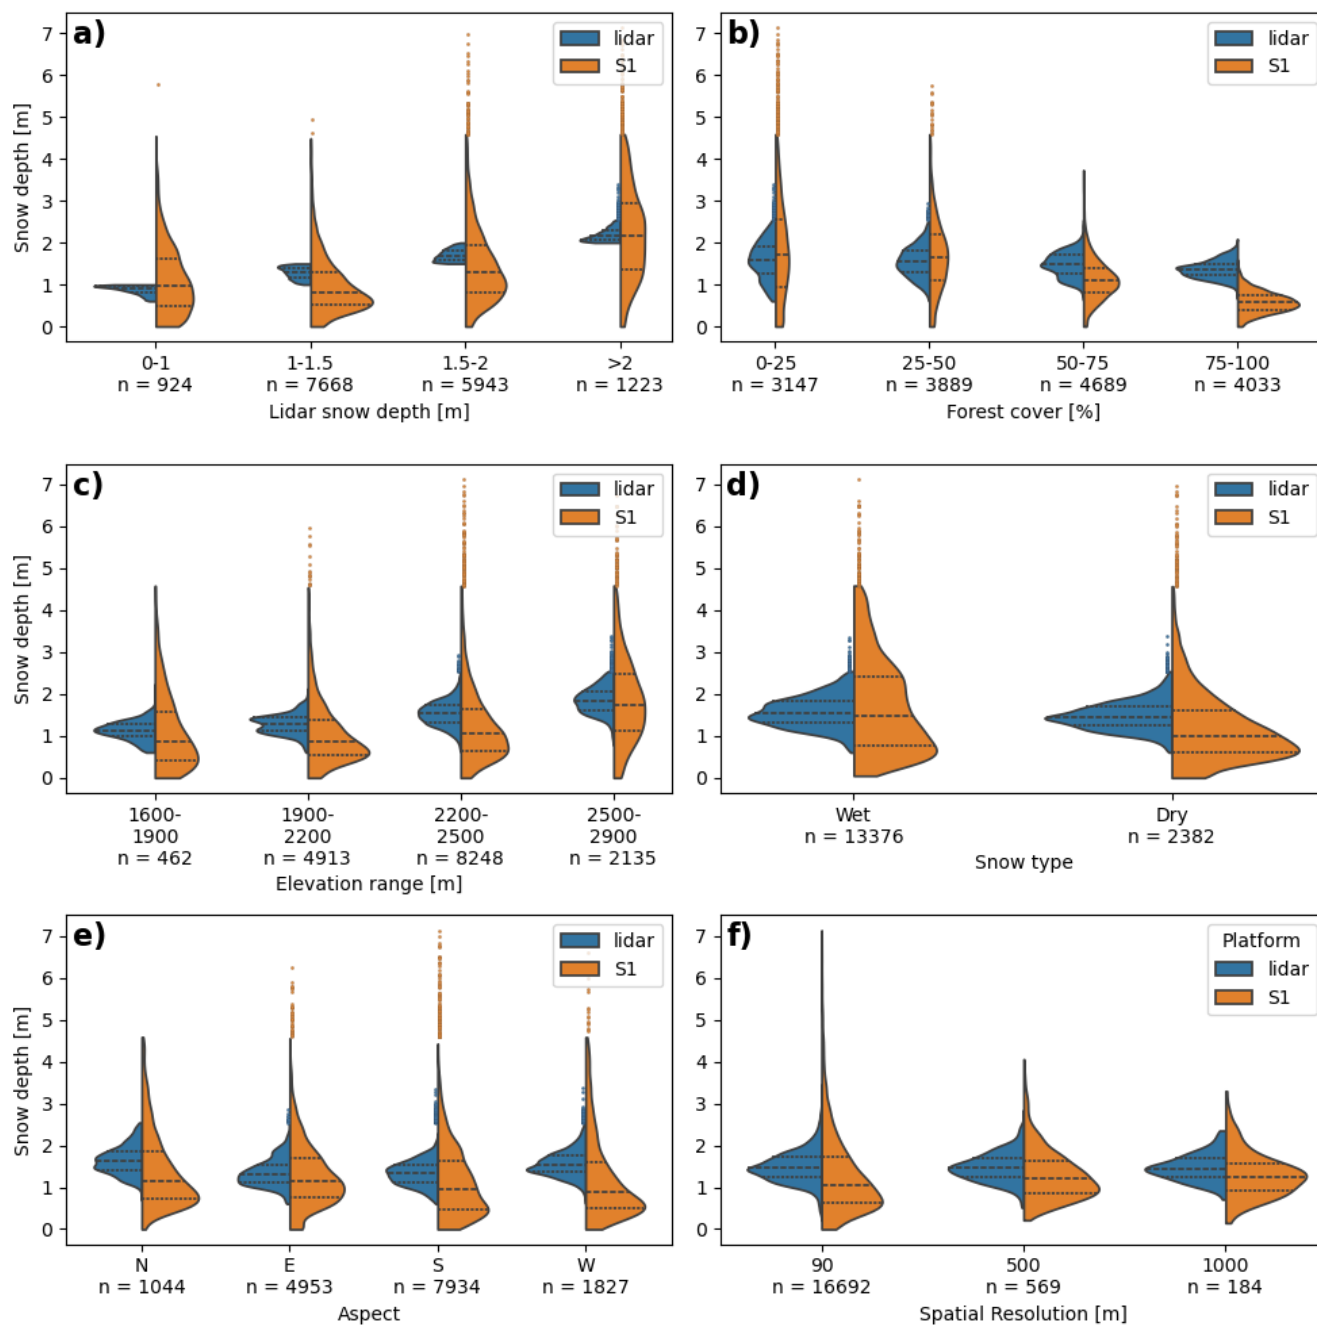 a)
lidar
S1
Snow depth [m]
7
6
5
4
3
2
1
0
0-1
1-1.5
1.5-2
>2
n = 924
n = 7668
n = 5943
n = 1223
Lidar snow depth [m]
b)
lidar
S1
7
6
5
4
3
2
1
0
0-25
25-50
50-75
75-100
n = 3147
n = 3889
n = 4689
n = 4033
Forest cover [%]
c)
lidar
S1
Snow depth [m]
7
6
5
4
3
2
1
0
1600-
1900
n = 462
1900-
2200
n = 4913
2200-
2500
n = 8248
2500-
2900
n = 2135
Elevation range [m]
d)
lidar
S1
7
6
5
4
3
2
1
0
Wet
n = 13376
Dry
n = 2382
Snow type
e)
lidar
S1
Snow depth [m]
7
6
5
4
3
2
1
0
N
E
S
W
n = 1044
n = 4953
n = 7934
n = 1827
Aspect
f)
Platform
lidar
S1
7
6
5
4
3
2
1
0
90
500
1000
n = 16692
n = 569
n = 184
Spatial Resolution [m]